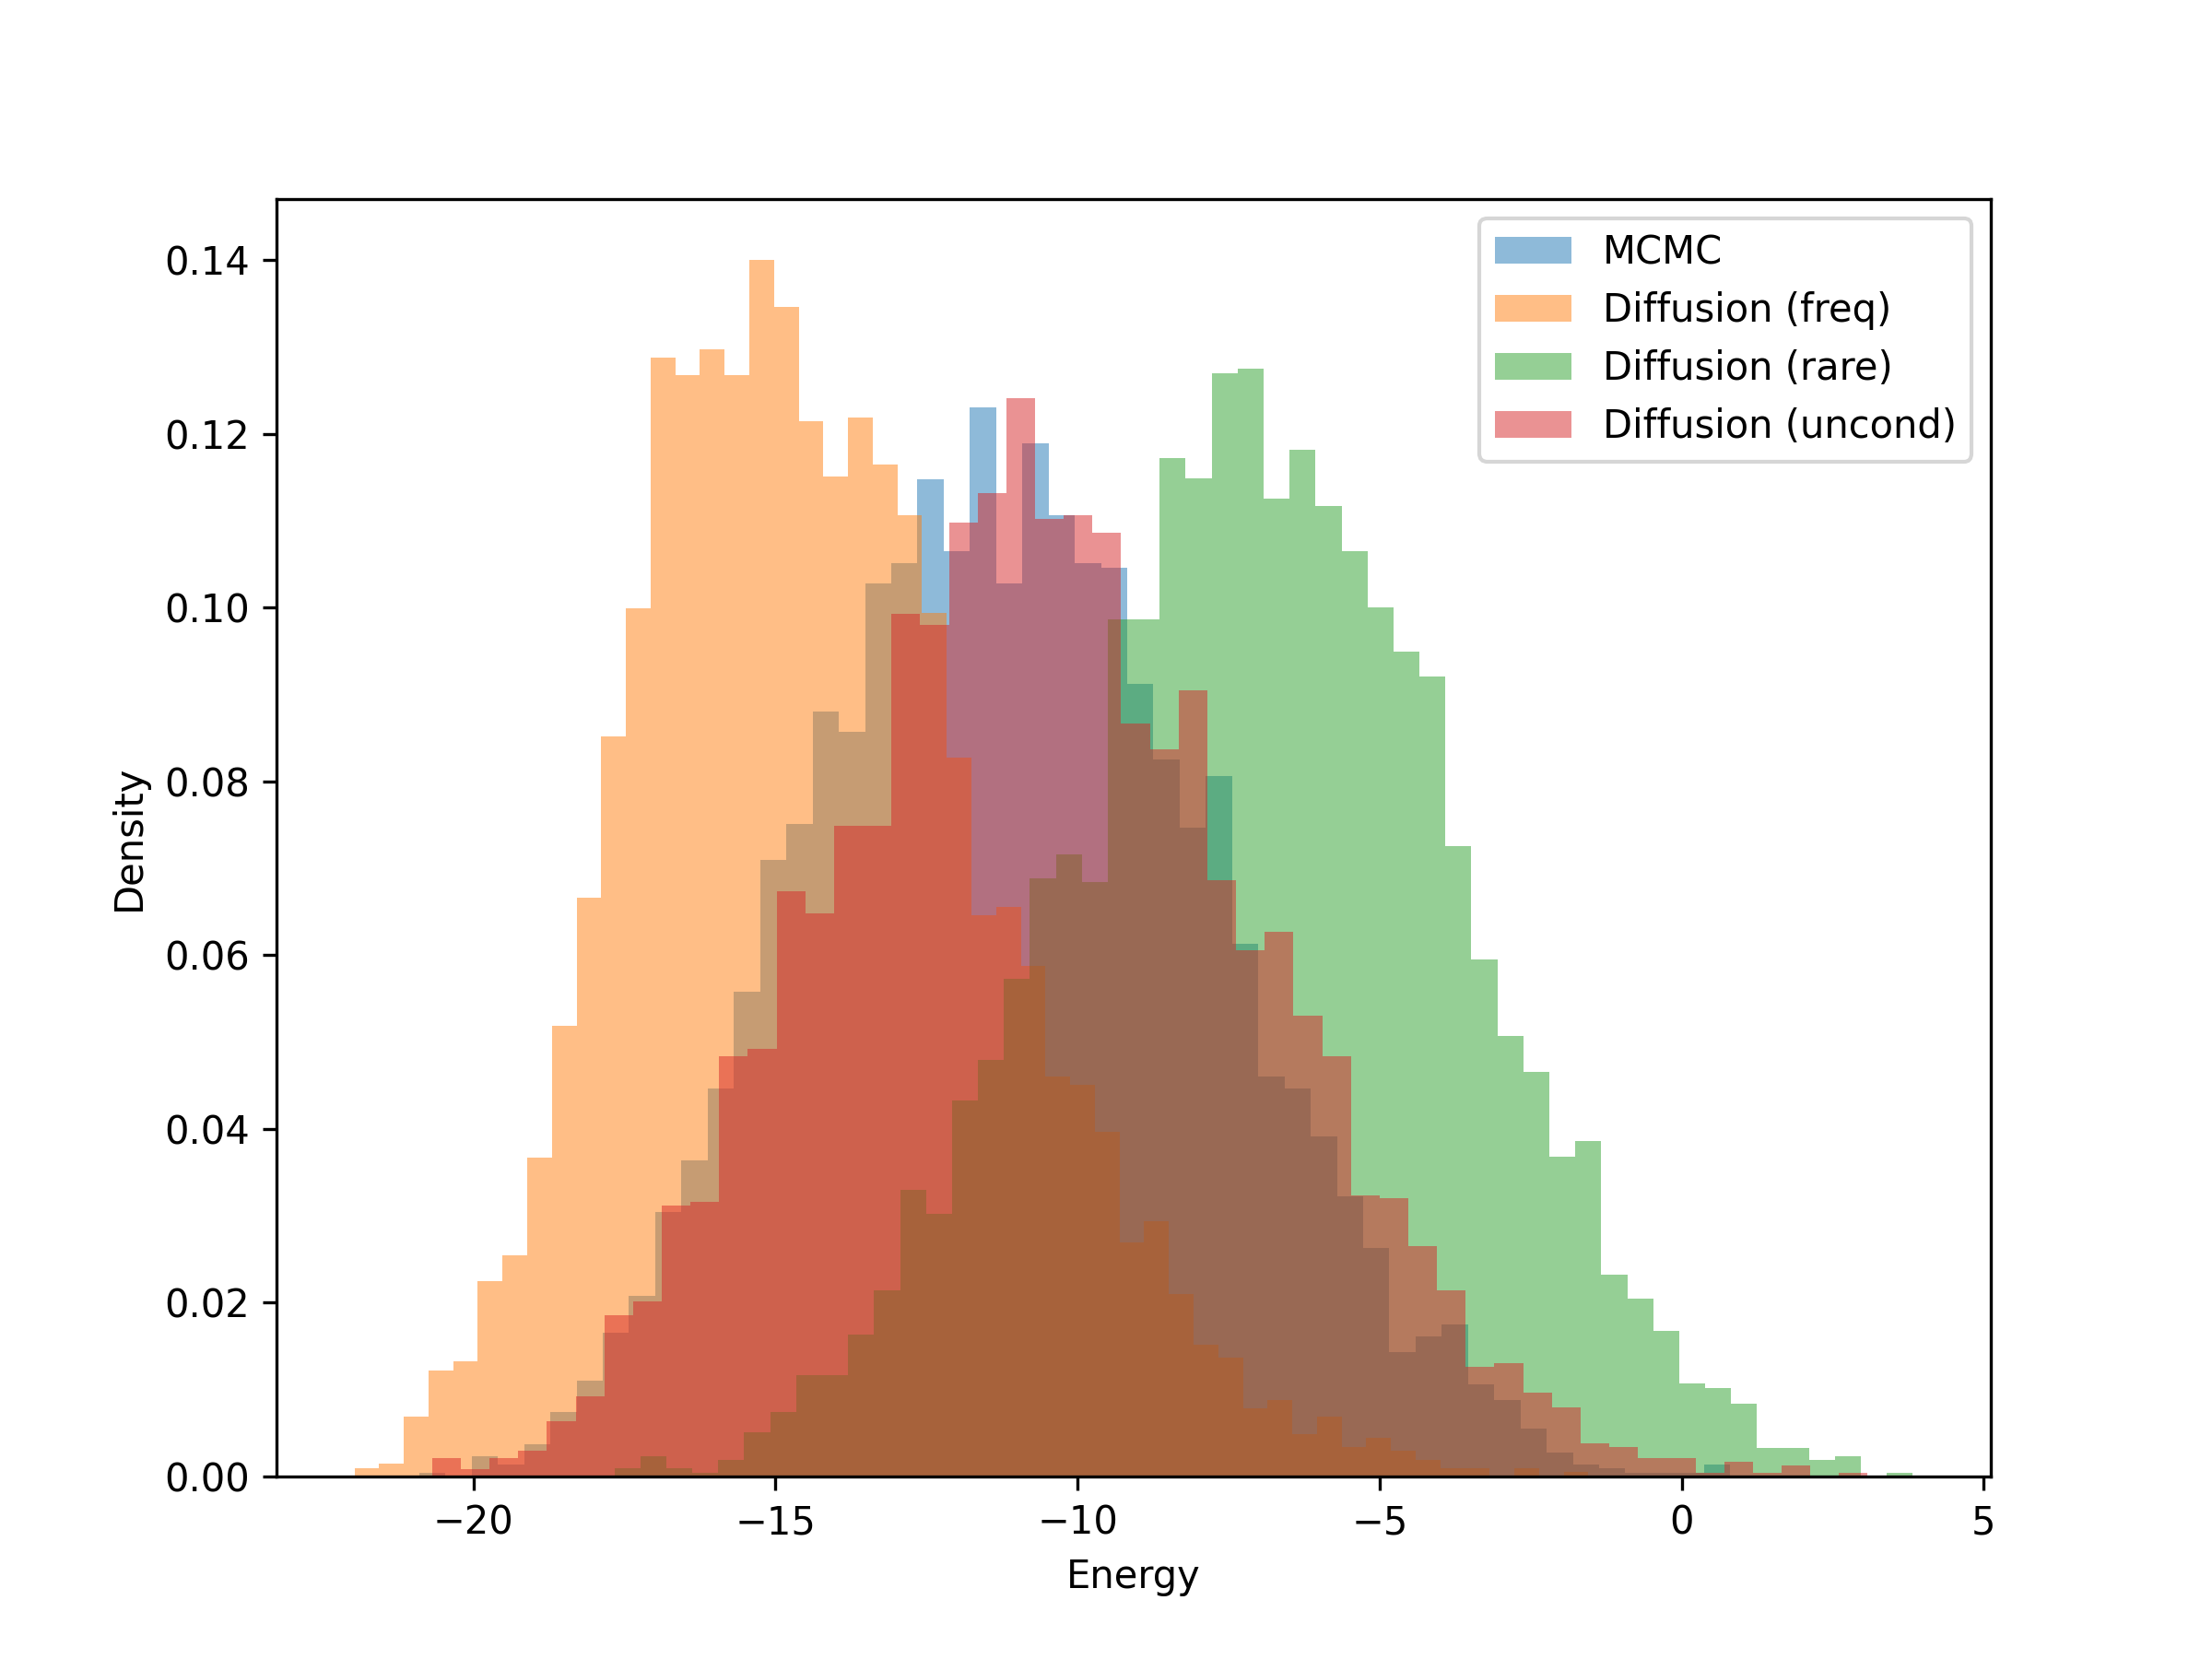 MCMC
Diffusion (freq)
Diffusion (rare)
Diffusion (uncond)
0.14
0.12
0.10
0.08
0.06
0.04
0.02
0.00
Density
−20
−15
−10
−5
0
5
Energy